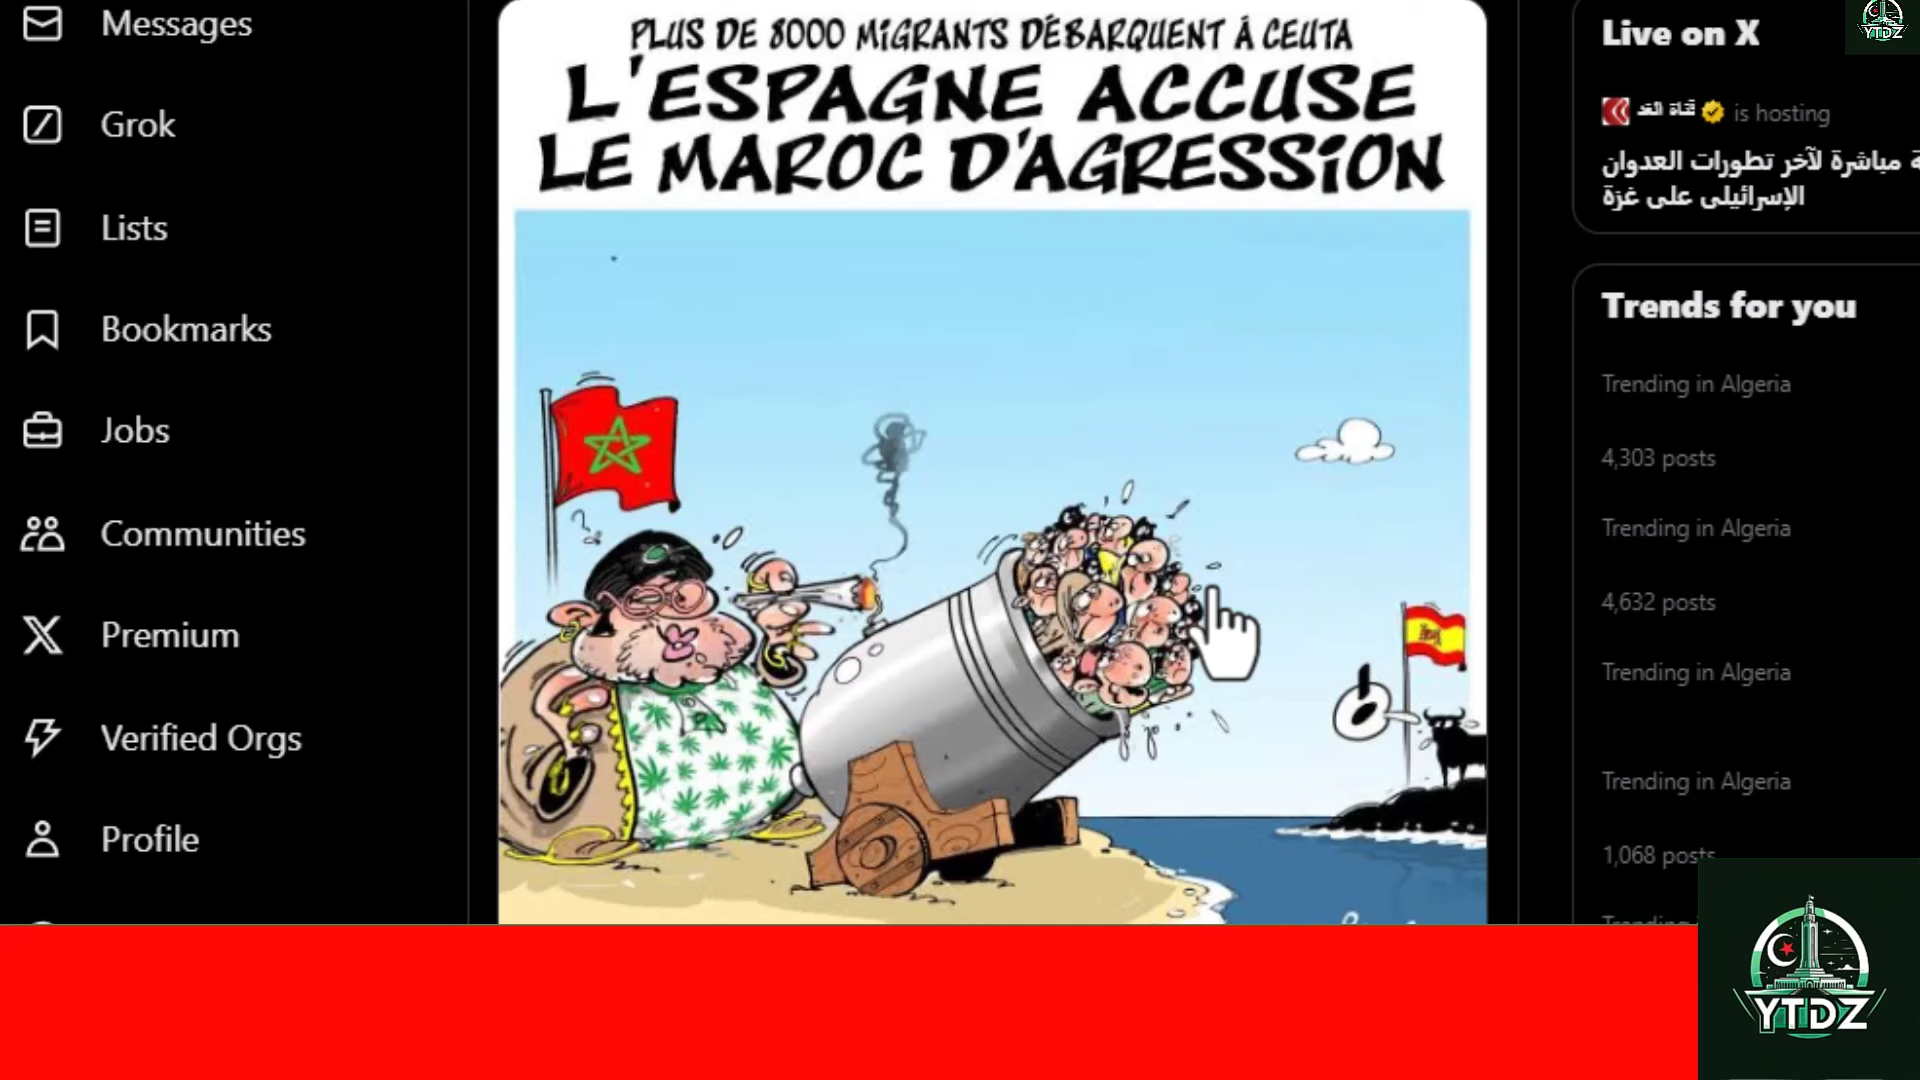 Messages
Grok
Lists
Bookmarks
Jobs
Communities
Premium
Verified Orgs
Profile
PLUS DE 8000 MiGRANTS DÉBARQUENT À CEUTA
L'ESPAGNE ACCUSE
LE MAROC D'AGRESSiON
Live on X
قناة الغد is hosting
ة مباشرة لآخر تطورات العدوان
الإسرائيلي على غزة
Trends for you
Trending in Algeria
4,303 posts
Trending in Algeria
4,632 posts
Trending in Algeria
Trending in Algeria
1,068 posts
Trending
YTDZ
YTDZ